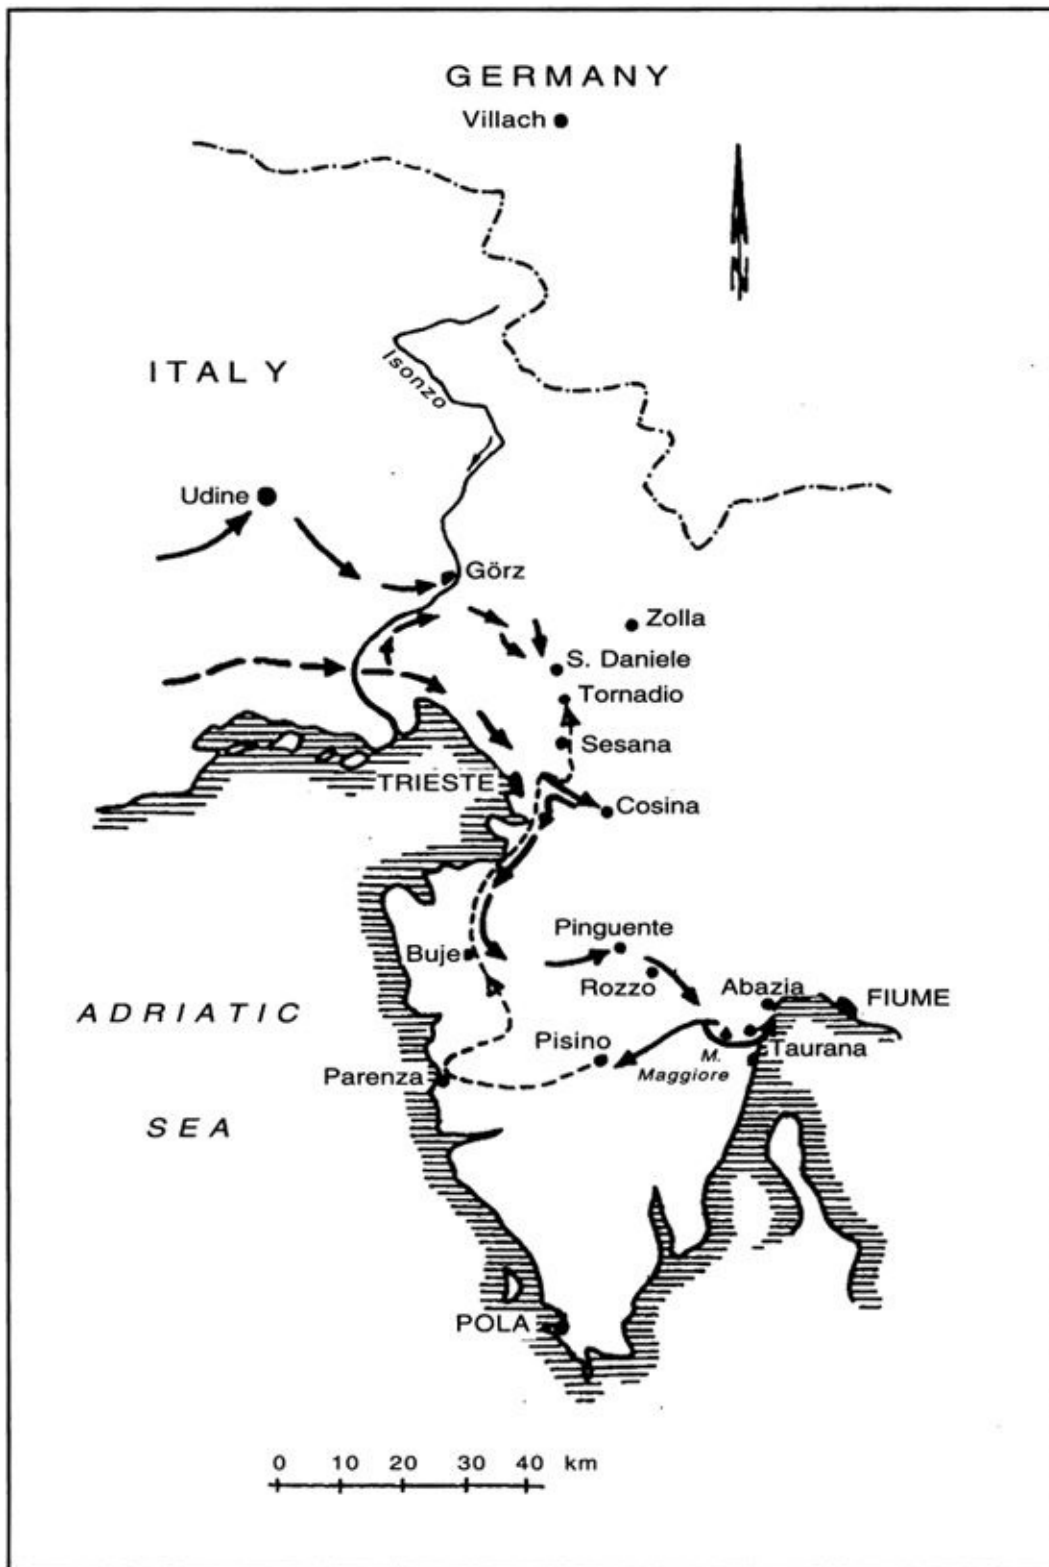 GERMANY
Villach
ITALY
Isonzo
Udine
Görz
Zolla
S. Daniele
Tornadio
Sesana
TRIESTE
Cosina
Pinguente
Buje
Rozzo
Abazia
FIUME
ADRIATIC
Pisino
M.
Maggiore
Taurana
Parenza
SEA
POLA
0 10 20 30 40 km